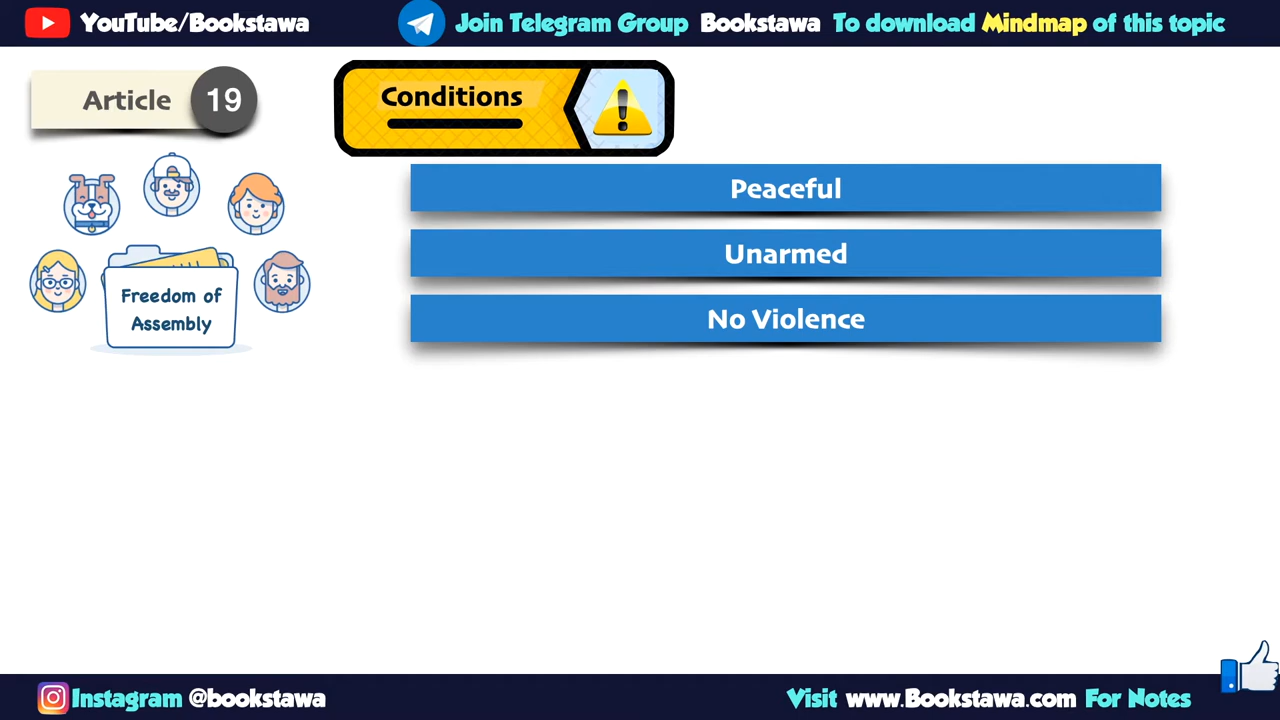 YouTube/Bookstawa
Join Telegram Group Bookstawa To download Mindmap of this topic
Article 19
Conditions
Peaceful
Unarmed
No Violence
Freedom of
Assembly
Instagram @bookstawa
Visit www.Bookstawa.com For Notes